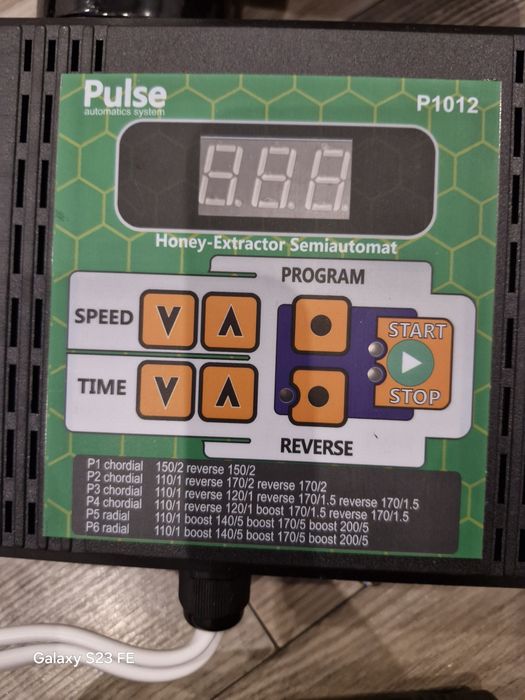 Pulse
automatics system
P1012
Honey-Extractor Semiautomat
PROGRAM
SPEED
START
STOP
TIME
REVERSE
P1 chordial 150/2 reverse 150/2
P2 chordial 110/1 reverse 170/2 reverse 170/2
P3 chordial 110/1 reverse 120/1 reverse 170/1.5 reverse 170/1.5
P4 chordial 110/1 reverse 120/1 boost 170/1.5 reverse 170/1.5
P5 radial 110/1 boost 140/5 boost 170/5 boost 200/5
P6 radial 110/1 boost 140/5 boost 170/5 boost 200/5
Galaxy S23 FE